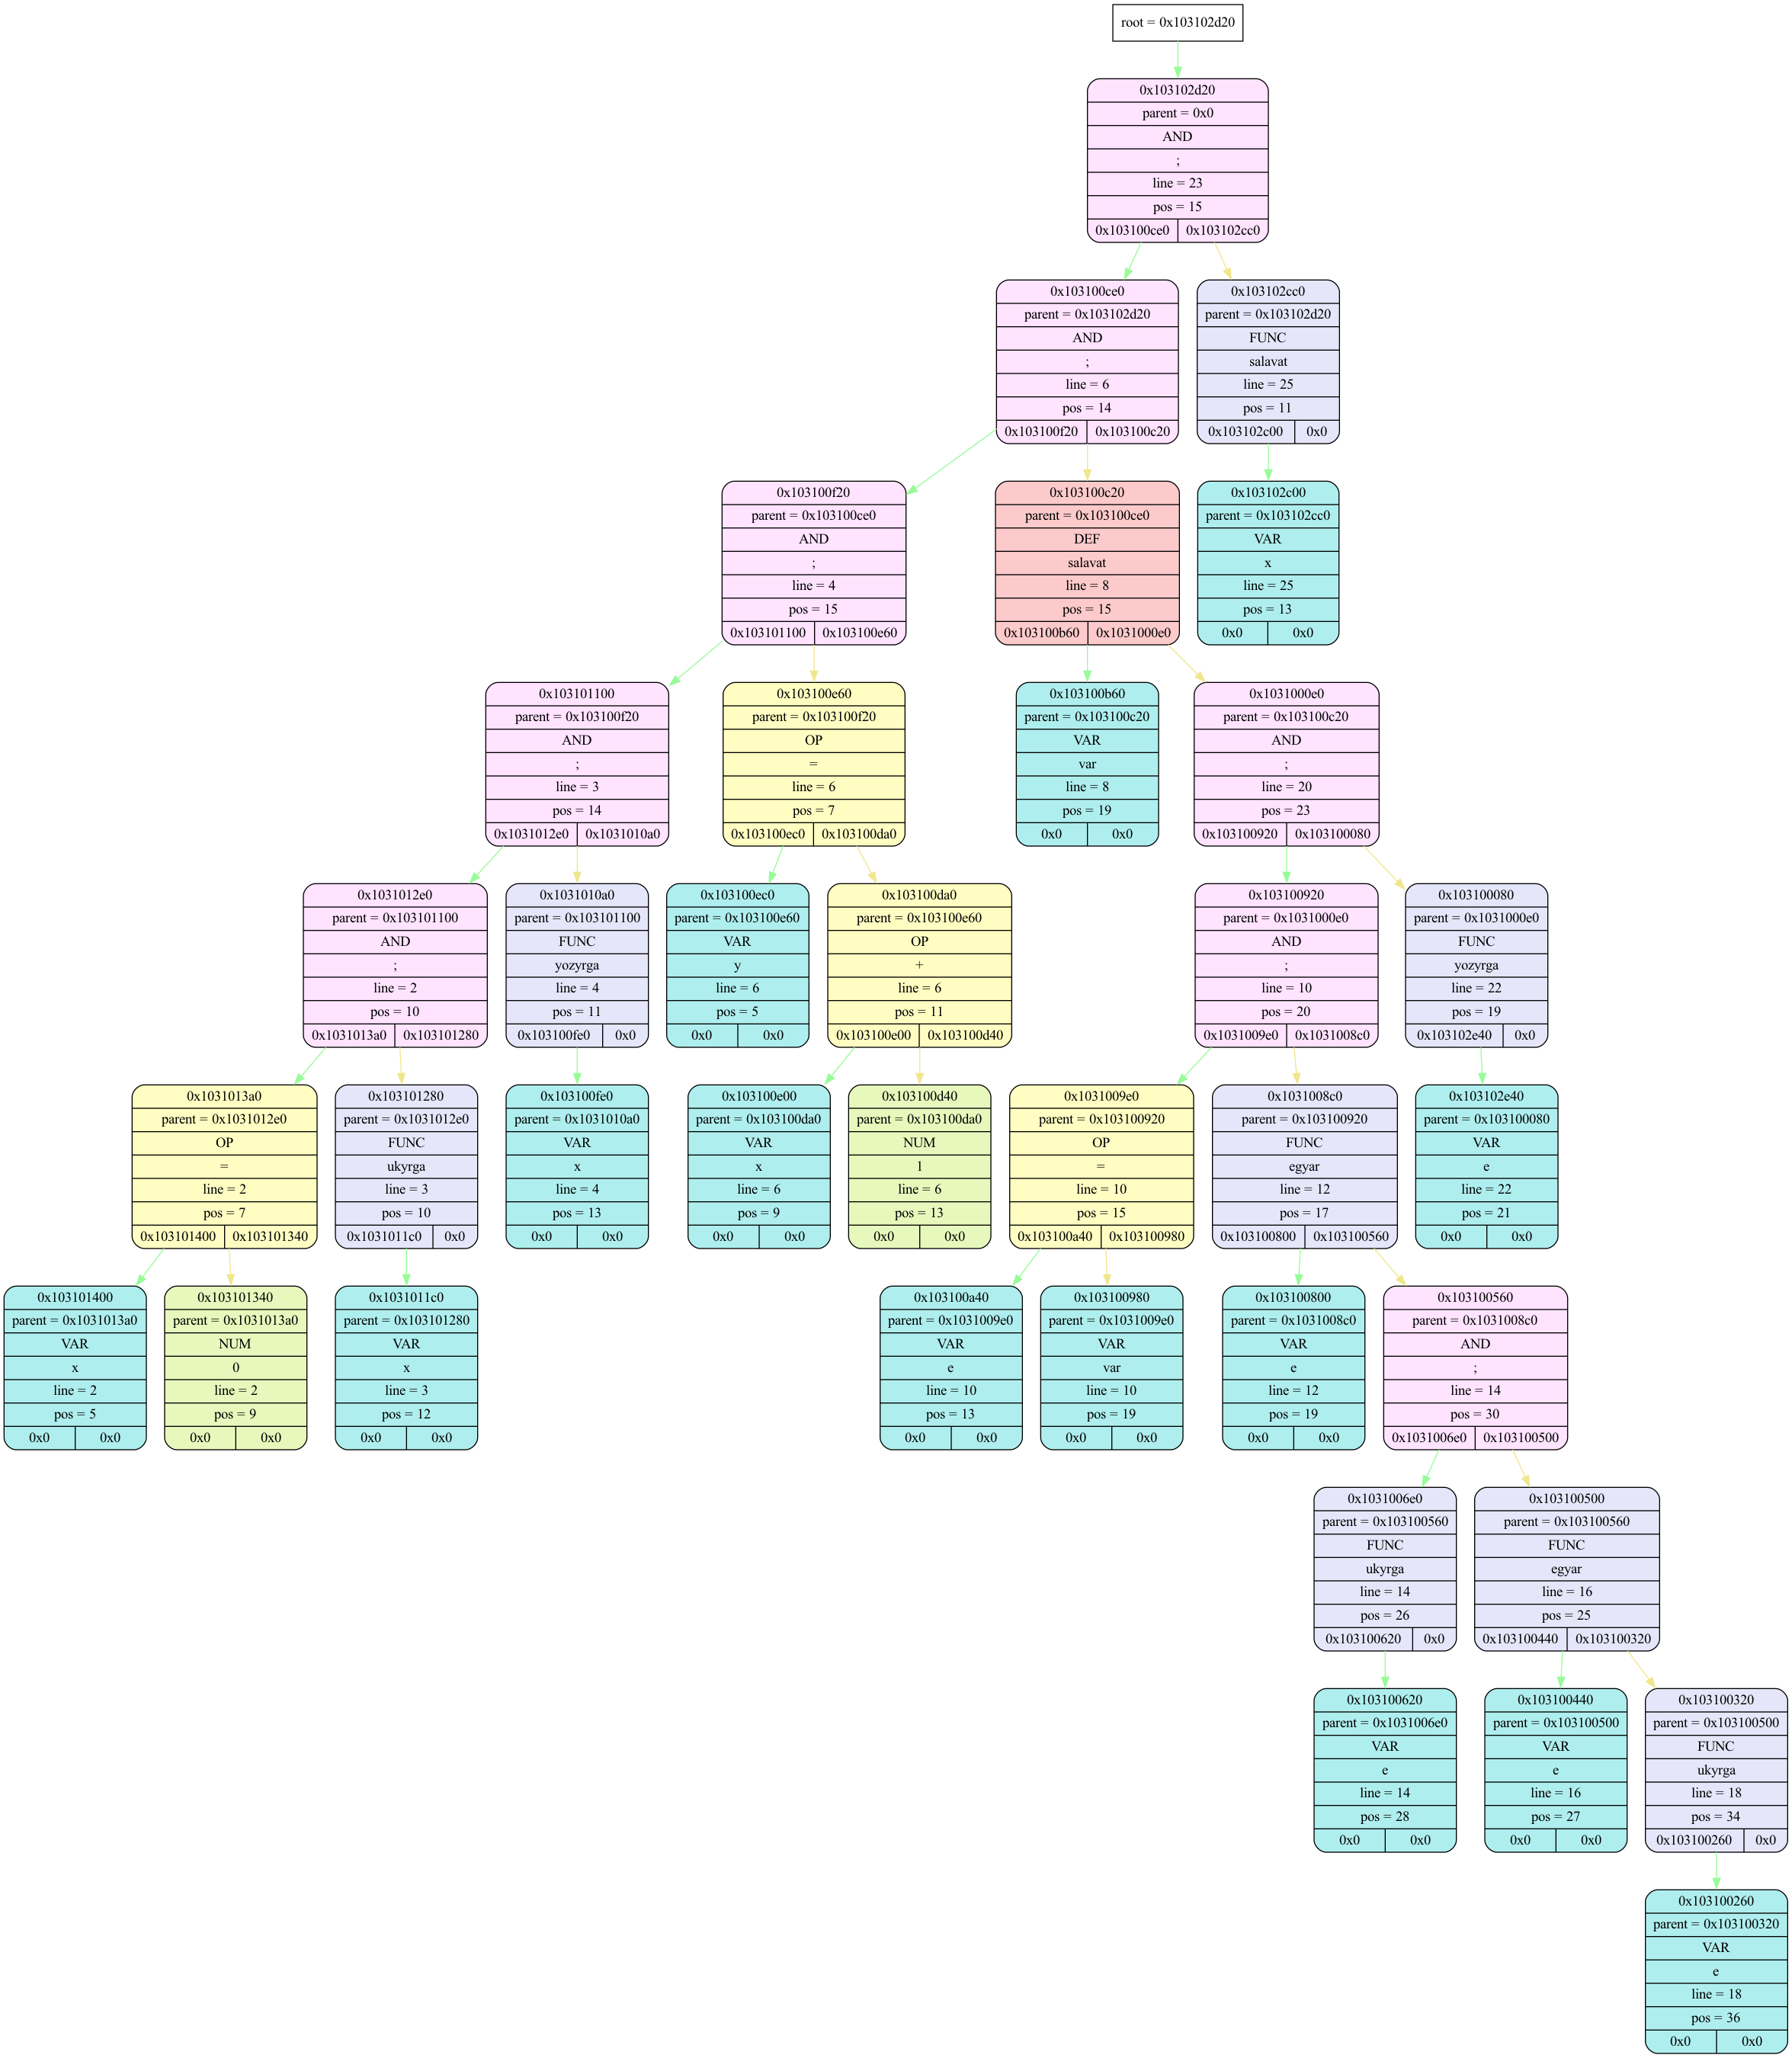 root = 0x103102d20
0x103102d20
parent = 0x0
AND
;
line = 23
pos = 15
0x103100ce0 0x103102cc0
0x103100ce0
parent = 0x103102d20
AND
;
line = 6
pos = 14
0x103100f20 0x103100c20
0x103102cc0
parent = 0x103102d20
FUNC
salavat
line = 25
pos = 11
0x103102c00 0x0
0x103100f20
parent = 0x103100ce0
AND
;
line = 4
pos = 15
0x103101100 0x103100e60
0x103100c20
parent = 0x103100ce0
DEF
salavat
line = 8
pos = 15
0x103100b60 0x1031000e0
0x103102c00
parent = 0x103102cc0
VAR
x
line = 25
pos = 13
0x0 0x0
0x103101100
parent = 0x103100f20
AND
;
line = 3
pos = 14
0x1031012e0 0x1031010a0
0x103100e60
parent = 0x103100f20
OP
=
line = 6
pos = 7
0x103100ec0 0x103100da0
0x103100b60
parent = 0x103100c20
VAR
var
line = 8
pos = 19
0x0 0x0
0x1031000e0
parent = 0x103100c20
AND
;
line = 20
pos = 23
0x103100920 0x103100080
0x1031012e0
parent = 0x103101100
AND
;
line = 2
pos = 10
0x1031013a0 0x103101280
0x1031010a0
parent = 0x103101100
FUNC
yozyrga
line = 4
pos = 11
0x103100fe0 0x0
0x103100ec0
parent = 0x103100e60
VAR
y
line = 6
pos = 5
0x0 0x0
0x103100da0
parent = 0x103100e60
OP
+
line = 6
pos = 11
0x103100e00 0x103100d40
0x103100920
parent = 0x1031000e0
AND
;
line = 10
pos = 20
0x1031009e0 0x1031008c0
0x103100080
parent = 0x1031000e0
FUNC
yozyrga
line = 22
pos = 19
0x103102e40 0x0
0x1031013a0
parent = 0x1031012e0
OP
=
line = 2
pos = 7
0x103101400 0x103101340
0x103101280
parent = 0x1031012e0
FUNC
ukyrga
line = 3
pos = 10
0x1031011c0 0x0
0x103100fe0
parent = 0x1031010a0
VAR
x
line = 4
pos = 13
0x0 0x0
0x103100e00
parent = 0x103100da0
VAR
x
line = 6
pos = 9
0x0 0x0
0x103100d40
parent = 0x103100da0
NUM
1
line = 6
pos = 13
0x0 0x0
0x1031009e0
parent = 0x103100920
OP
=
line = 10
pos = 15
0x103100a40 0x103100980
0x1031008c0
parent = 0x103100920
FUNC
egyar
line = 12
pos = 17
0x103100800 0x103100560
0x103102e40
parent = 0x103100080
VAR
e
line = 22
pos = 21
0x0 0x0
0x103101400
parent = 0x1031013a0
VAR
x
line = 2
pos = 5
0x0 0x0
0x103101340
parent = 0x1031013a0
NUM
0
line = 2
pos = 9
0x0 0x0
0x1031011c0
parent = 0x103101280
VAR
x
line = 3
pos = 12
0x0 0x0
0x103100a40
parent = 0x1031009e0
VAR
e
line = 10
pos = 13
0x0 0x0
0x103100980
parent = 0x1031009e0
VAR
var
line = 10
pos = 19
0x0 0x0
0x103100800
parent = 0x1031008c0
VAR
e
line = 12
pos = 19
0x0 0x0
0x103100560
parent = 0x1031008c0
AND
;
line = 14
pos = 30
0x1031006e0 0x103100500
0x1031006e0
parent = 0x103100560
FUNC
ukyrga
line = 14
pos = 26
0x103100620 0x0
0x103100500
parent = 0x103100560
FUNC
egyar
line = 16
pos = 25
0x103100440 0x103100320
0x103100620
parent = 0x1031006e0
VAR
e
line = 14
pos = 28
0x0 0x0
0x103100440
parent = 0x103100500
VAR
e
line = 16
pos = 27
0x0 0x0
0x103100320
parent = 0x103100500
FUNC
ukyrga
line = 18
pos = 34
0x103100260 0x0
0x103100260
parent = 0x103100320
VAR
e
line = 18
pos = 36
0x0 0x0